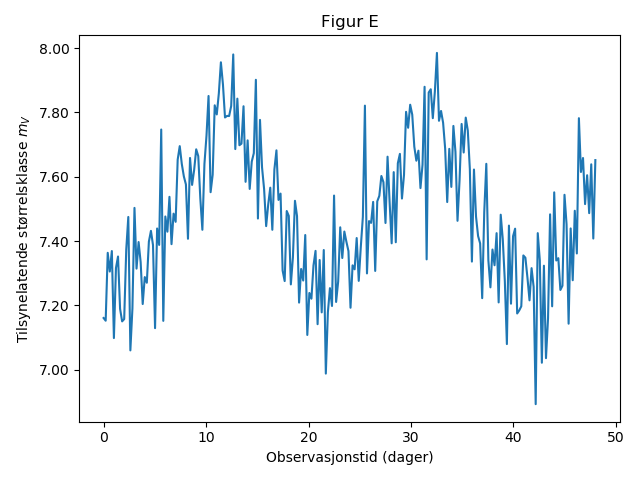 Figur E
8.00
7.80
7.60
7.40
7.20
7.00
Tilsynelatende størrelsklasse $m_V$
0 10 20 30 40 50
Observasjonstid (dager)